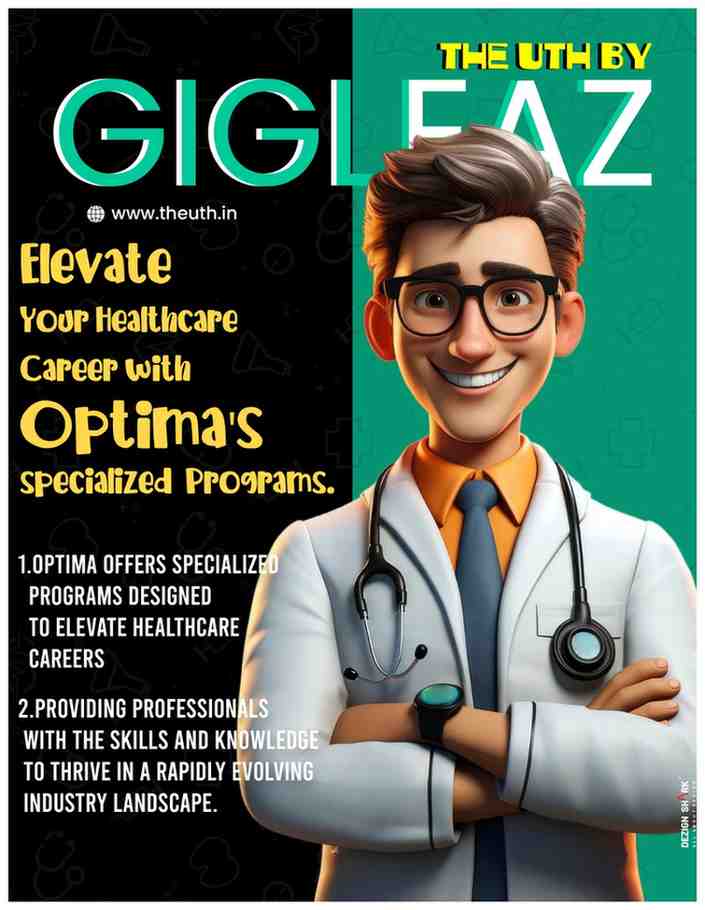 THE UTH BY
GIGLEAZ
www.theuth.in
Elevate
Your Healthcare
Career with
Optima's
specialized Programs.
1.OPTIMA OFFERS SPECIALIZED
PROGRAMS DESIGNED
TO ELEVATE HEALTHCARE
CAREERS
2.PROVIDING PROFESSIONALS
WITH THE SKILLS AND KNOWLEDGE
TO THRIVE IN A RAPIDLY EVOLVING
INDUSTRY LANDSCAPE.
DEZIGN SHARK